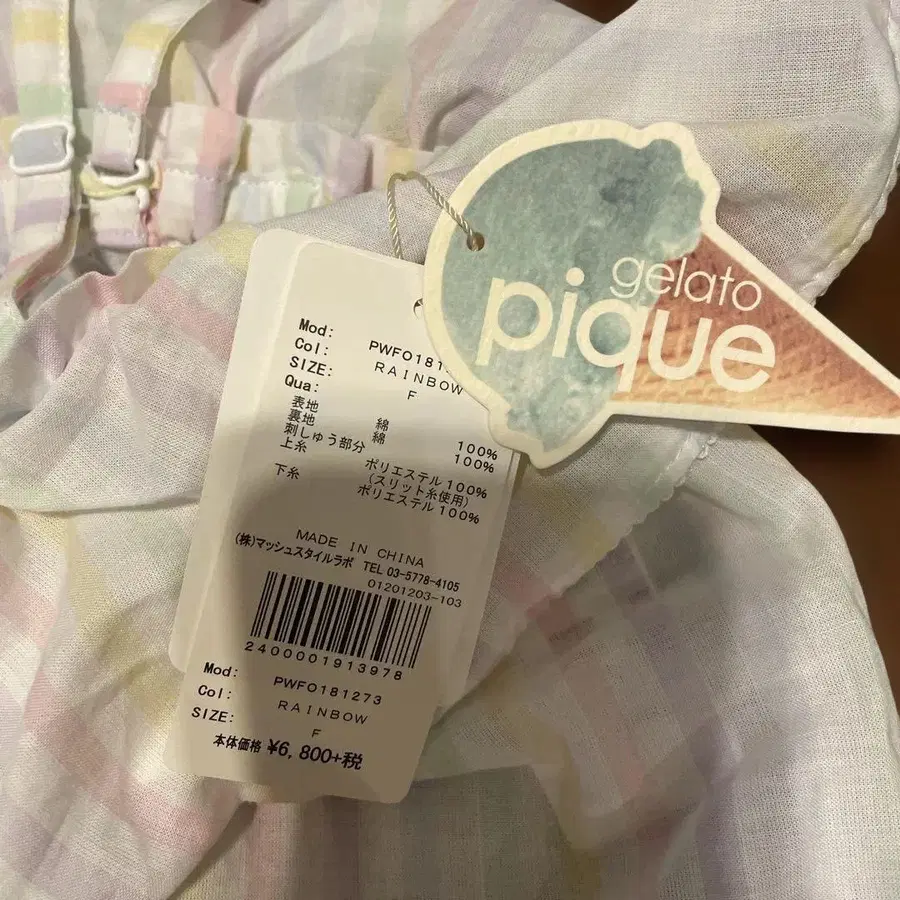 gelato
pique
Mod: PWFO181
Col: RAINBOW
SIZE: F
Qua:
表地 綿 100%
裏地 綿 100%
刺しゅう部分
上糸 ポリエステル100%
(スリット糸使用)
下糸 ポリエステル100%
MADE IN CHINA
(株)マッシュスタイルラボ TEL 03-5778-4105
01201203-103
2400001913978
Mod: PWFO181273
Col: RAINBOW
SIZE: F
本体価格 ¥6,800+税